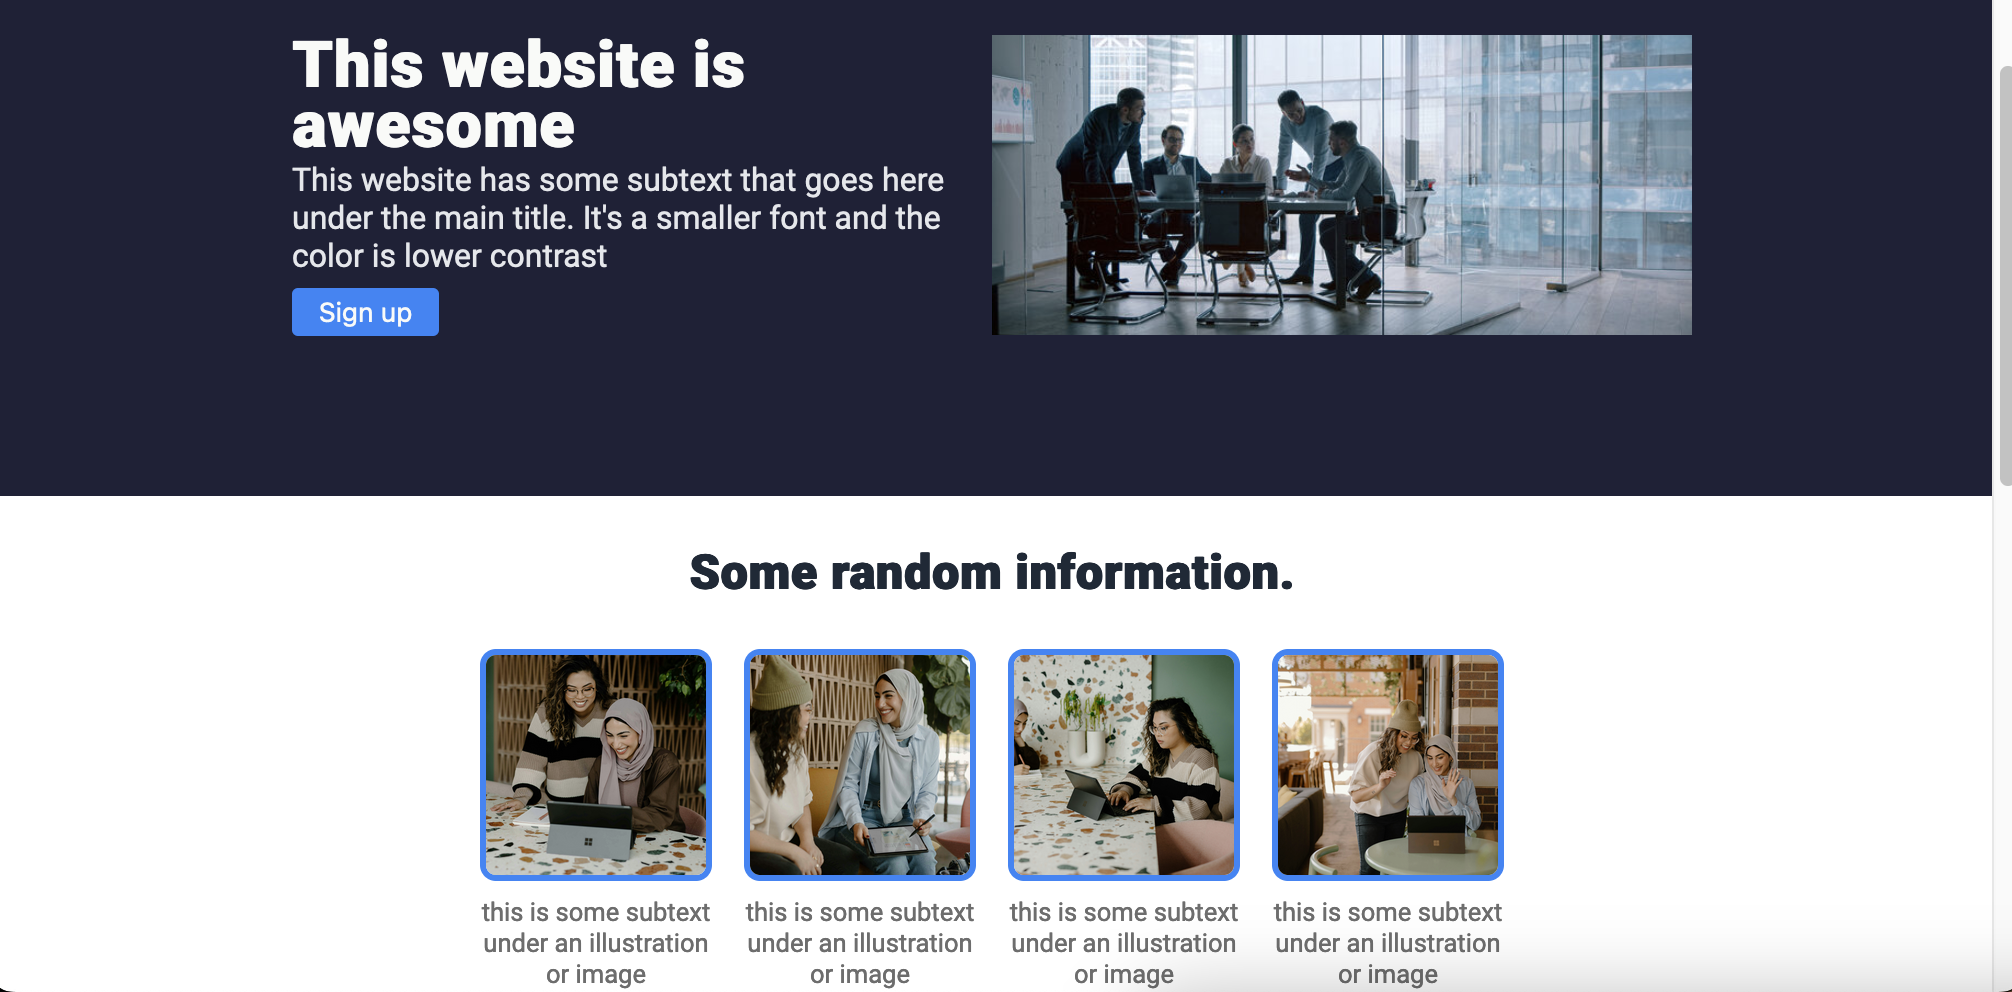 This website is
awesome
This website has some subtext that goes here
under the main title. It's a smaller font and the
color is lower contrast
Sign up
Some random information.
this is some subtext
under an illustration
or image
this is some subtext
under an illustration
or image
this is some subtext
under an illustration
or image
this is some subtext
under an illustration
or image